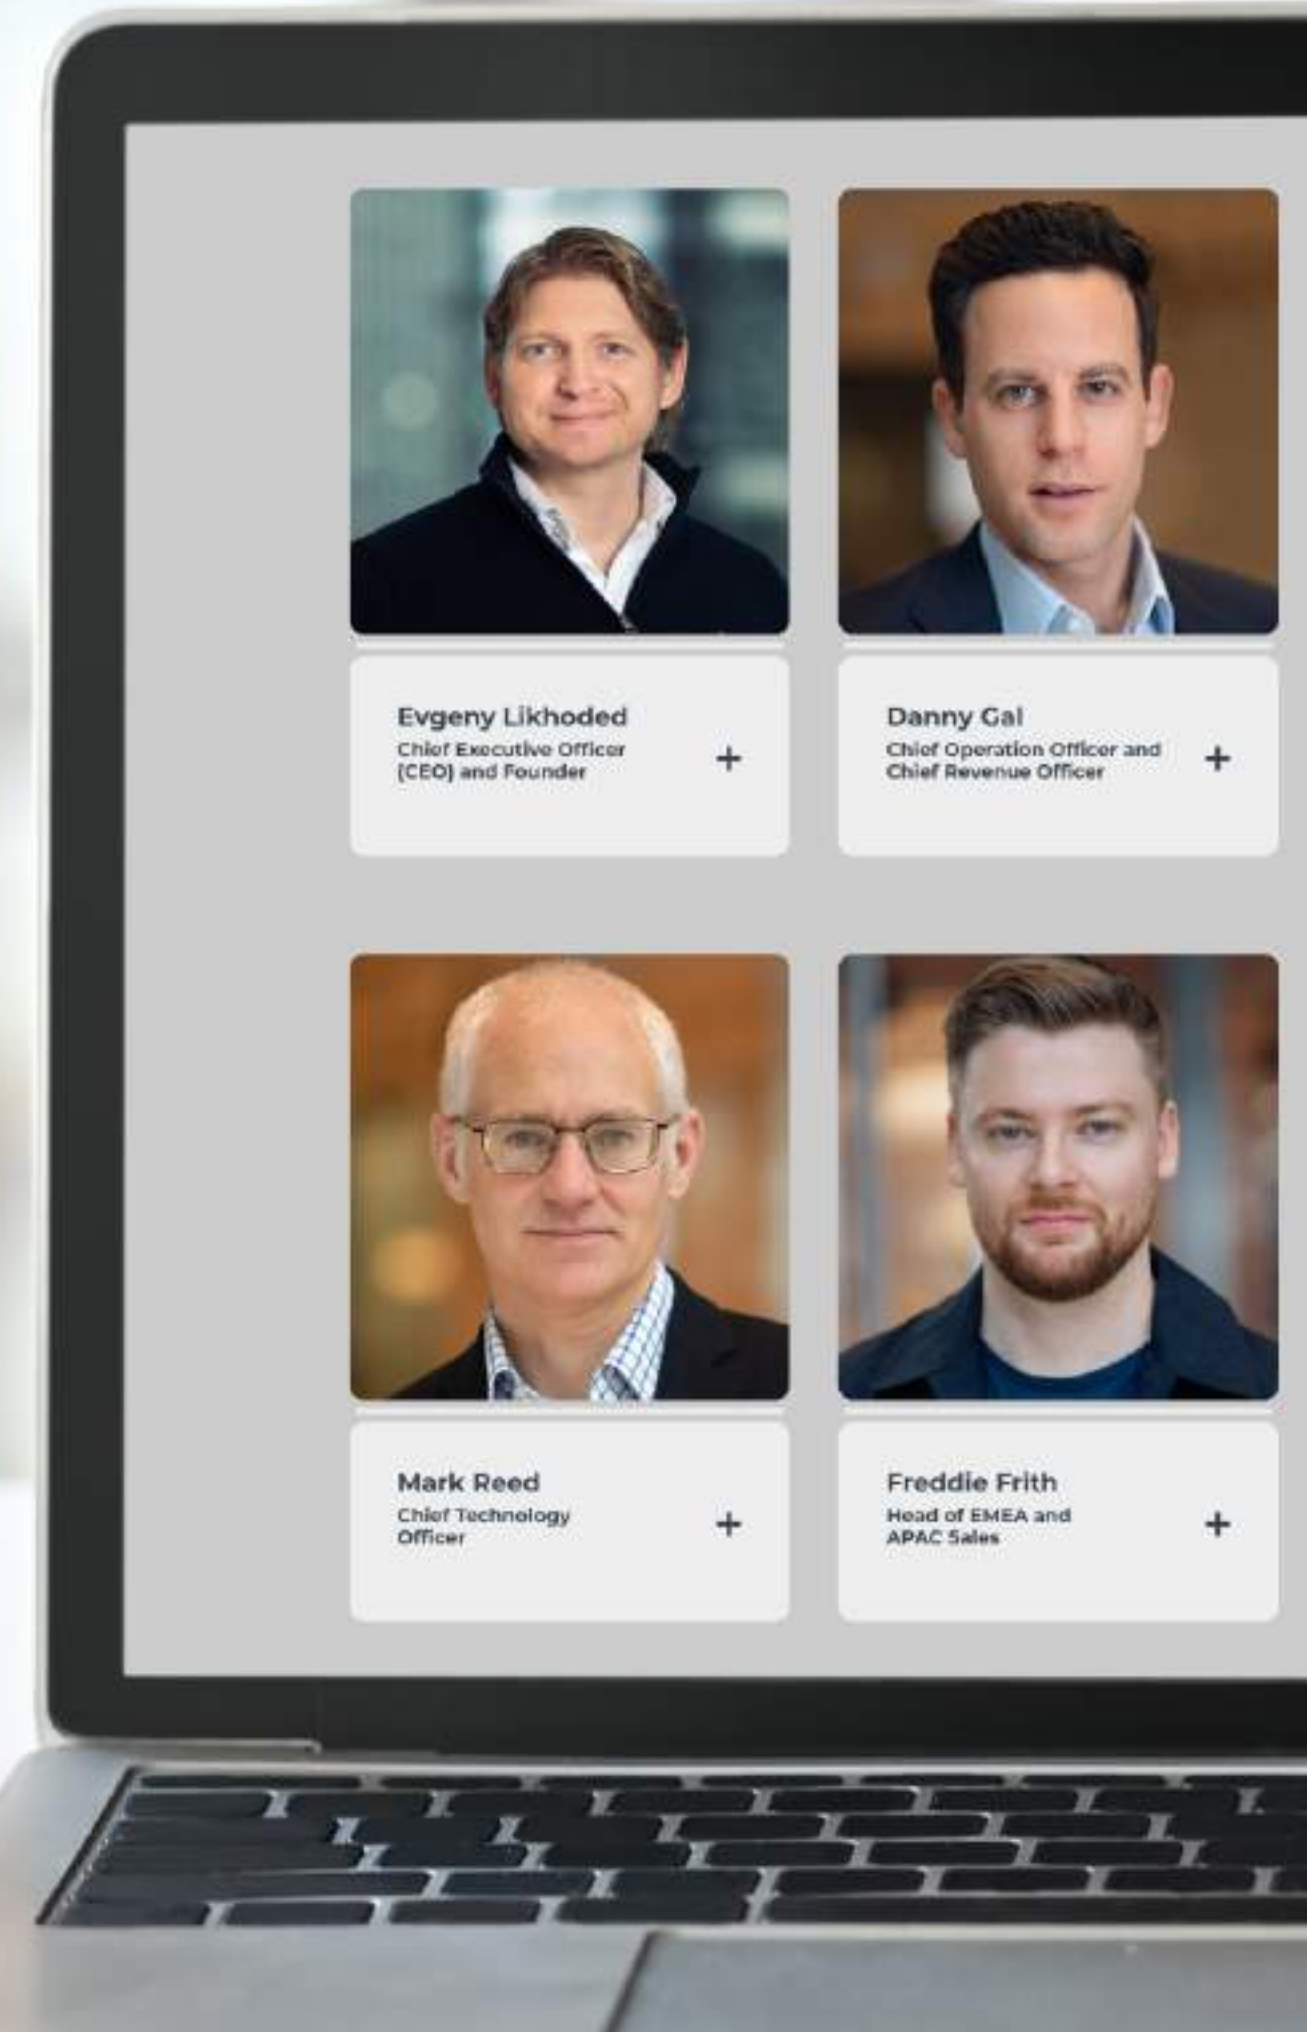 Evgeny Likhoded
Chief Executive Officer
(CEO) and Founder
+
Danny Gal
Chief Operation Officer and
Chief Revenue Officer
+
Mark Reed
Chief Technology
Officer
+
Freddie Frith
Head of EMEA and
APAC Sales
+